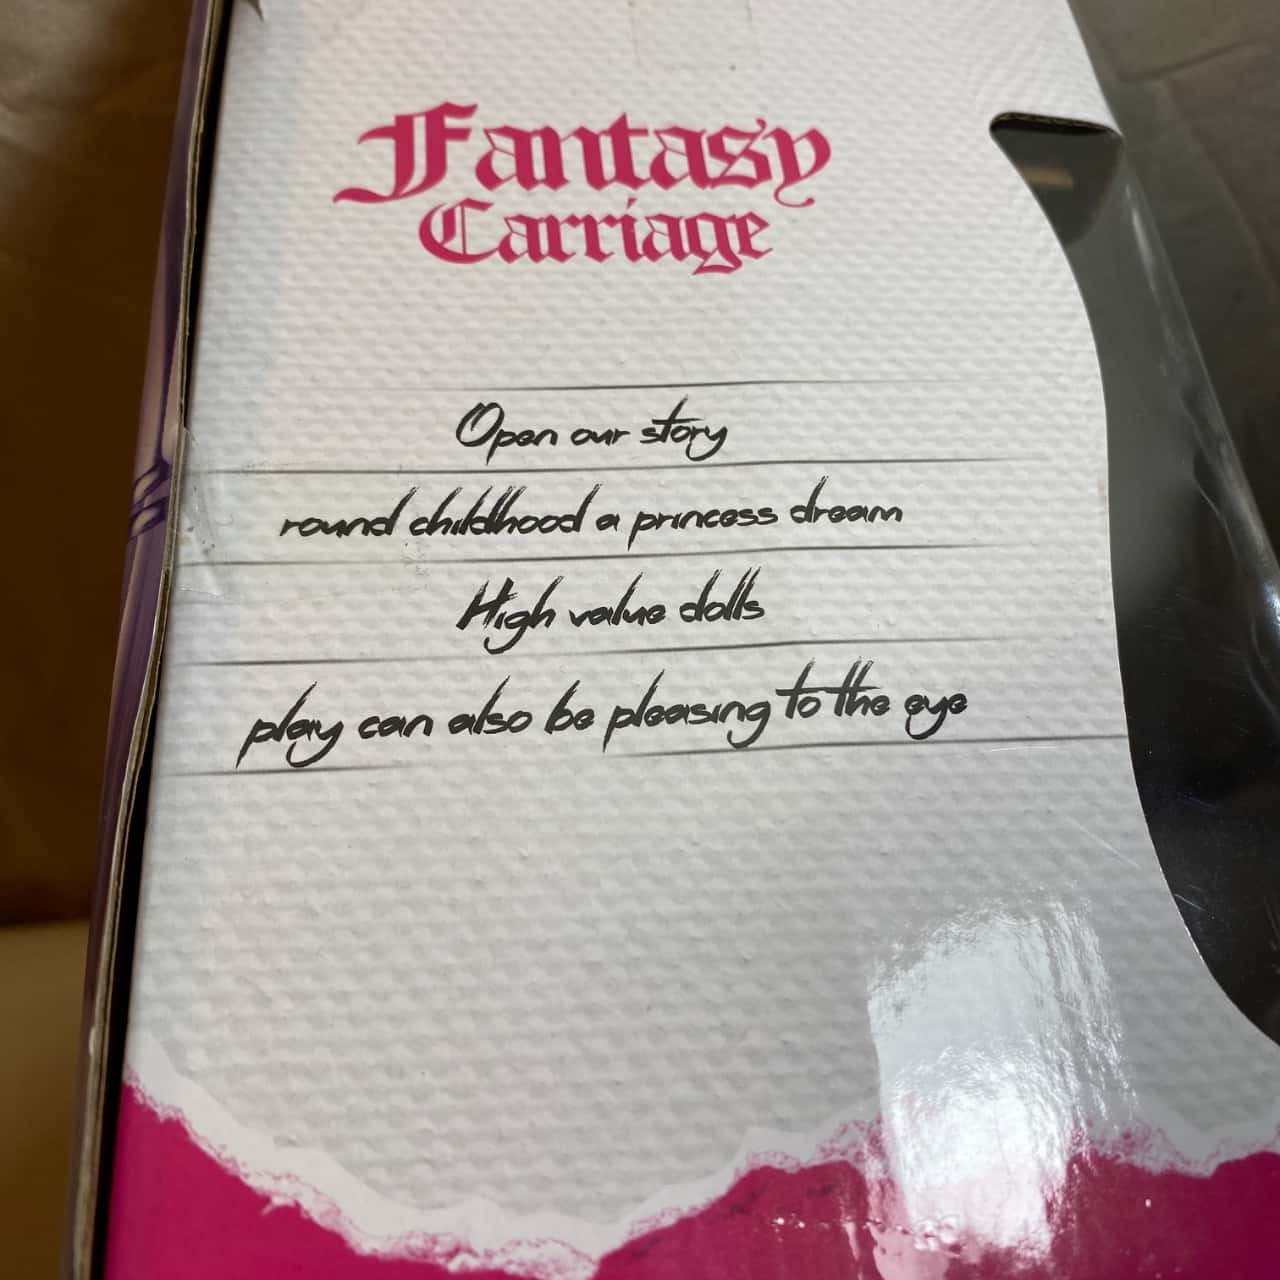 Fantasy
Carriage
Open our story
round childhood a princess dream
High value dolls
play can also be pleasing to the eye